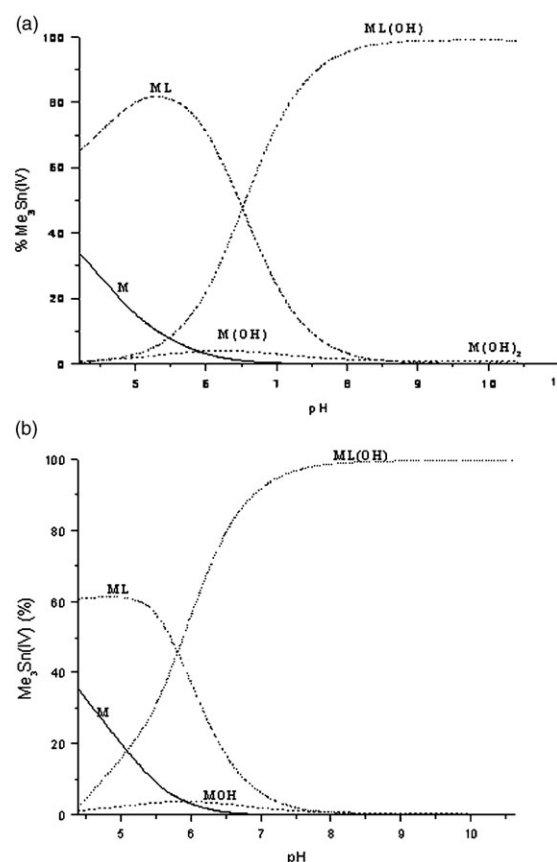 (a)
ML(OH)
100
ML
80
60
% Me₃Sn(IV)
40
M
20
M(OH)
M(OH)₂
0
5 6 7 8 9 10 1
pH
(b)
100
ML(OH)
80
ML
60
Me₃Sn(IV) (%)
40
M
20
MOH
0
5 6 7 8 9 10
pH